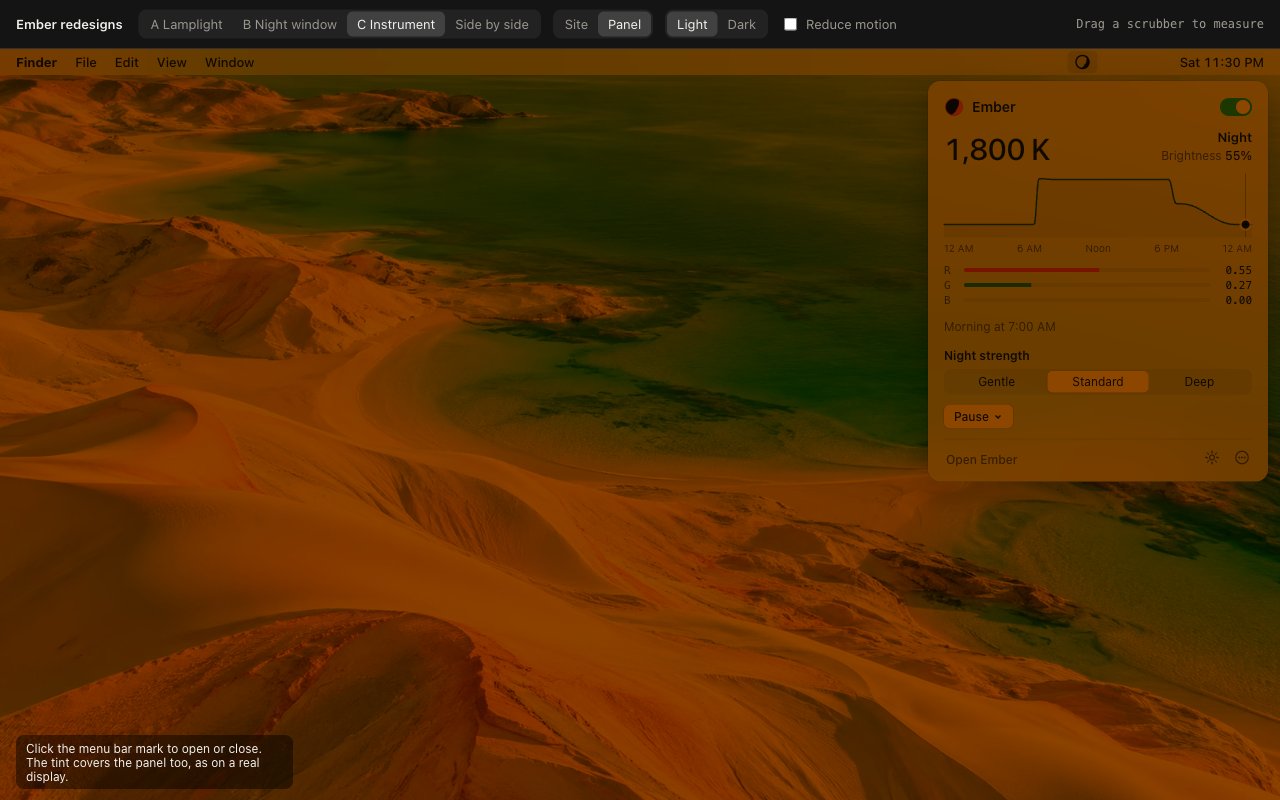 Ember redesigns A Lamplight B Night window C Instrument Side by side Site Panel Light Dark Reduce motion Drag a scrubber to measure
Finder File Edit View Window Sat 11:30 PM
Ember
1,800 K
Night
Brightness 55%
12 AM 6 AM Noon 6 PM 12 AM
R 0.55
G 0.27
B 0.00
Morning at 7:00 AM
Night strength
Gentle Standard Deep
Pause
Open Ember
Click the menu bar mark to open or close.
The tint covers the panel too, as on a real
display.